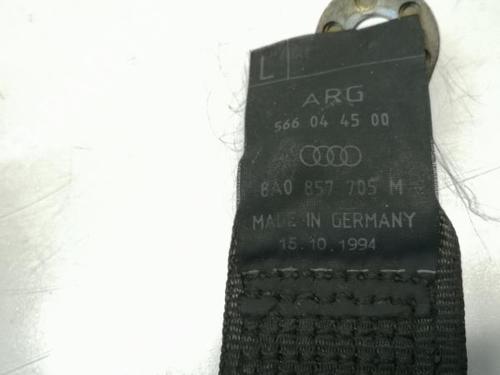 L
ARG
566 04 45 00
8A0 857 705 M
MADE IN GERMANY
15.10.1994